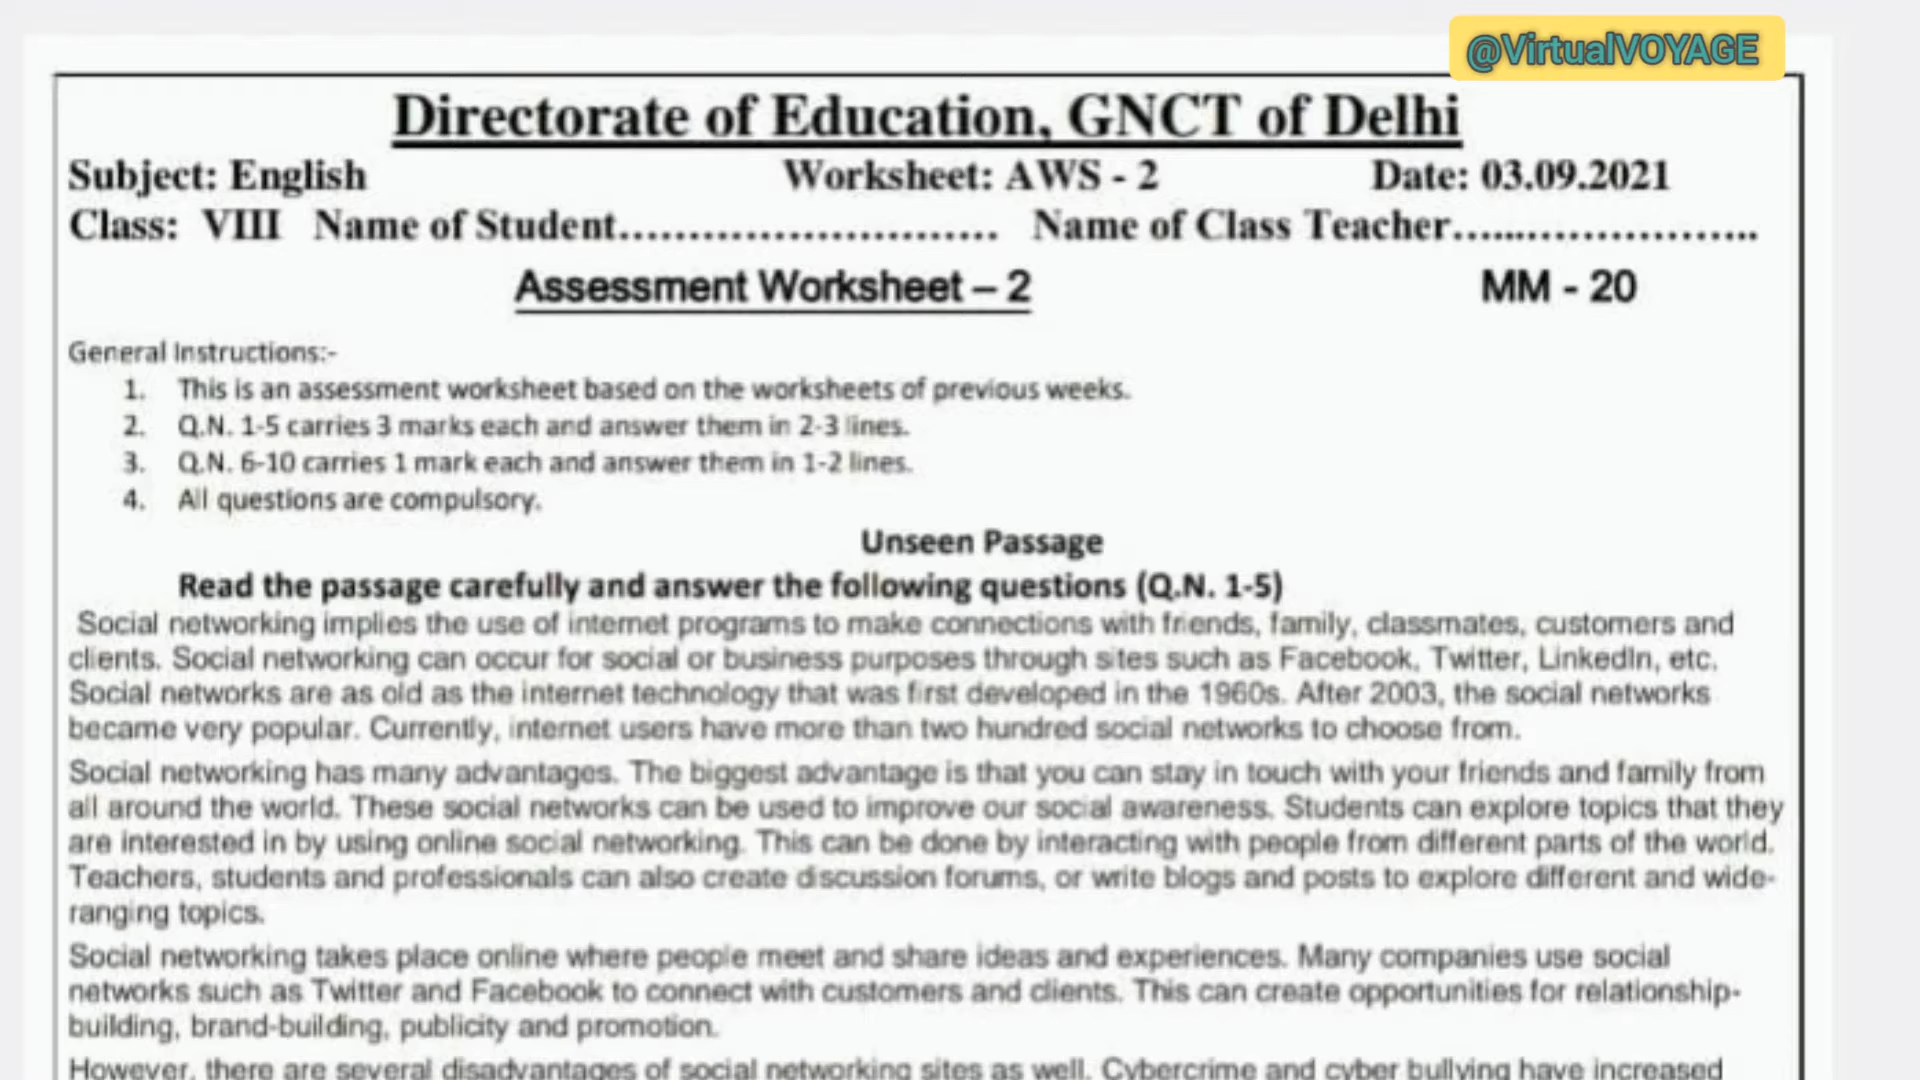 @VirtualVOYAGE
Directorate of Education, GNCT of Delhi
Subject: English Worksheet: AWS - 2 Date: 03.09.2021
Class: VIII Name of Student………………………… Name of Class Teacher…...………………..
Assessment Worksheet – 2 MM - 20
General Instructions:-
1. This is an assessment worksheet based on the worksheets of previous weeks.
2. Q.N. 1-5 carries 3 marks each and answer them in 2-3 lines.
3. Q.N. 6-10 carries 1 mark each and answer them in 1-2 lines.
4. All questions are compulsory.
Unseen Passage
Read the passage carefully and answer the following questions (Q.N. 1-5)
Social networking implies the use of internet programs to make connections with friends, family, classmates, customers and
clients. Social networking can occur for social or business purposes through sites such as Facebook, Twitter, LinkedIn, etc.
Social networks are as old as the internet technology that was first developed in the 1960s. After 2003, the social networks
became very popular. Currently, internet users have more than two hundred social networks to choose from.
Social networking has many advantages. The biggest advantage is that you can stay in touch with your friends and family from
all around the world. These social networks can be used to improve our social awareness. Students can explore topics that they
are interested in by using online social networking. This can be done by interacting with people from different parts of the world.
Teachers, students and professionals can also create discussion forums, or write blogs and posts to explore different and wide-
ranging topics.
Social networking takes place online where people meet and share ideas and experiences. Many companies use social
networks such as Twitter and Facebook to connect with customers and clients. This can create opportunities for relationship-
building, brand-building, publicity and promotion.
However, there are several disadvantages of social networking sites as well. Cybercrime and cyber bullying have increased